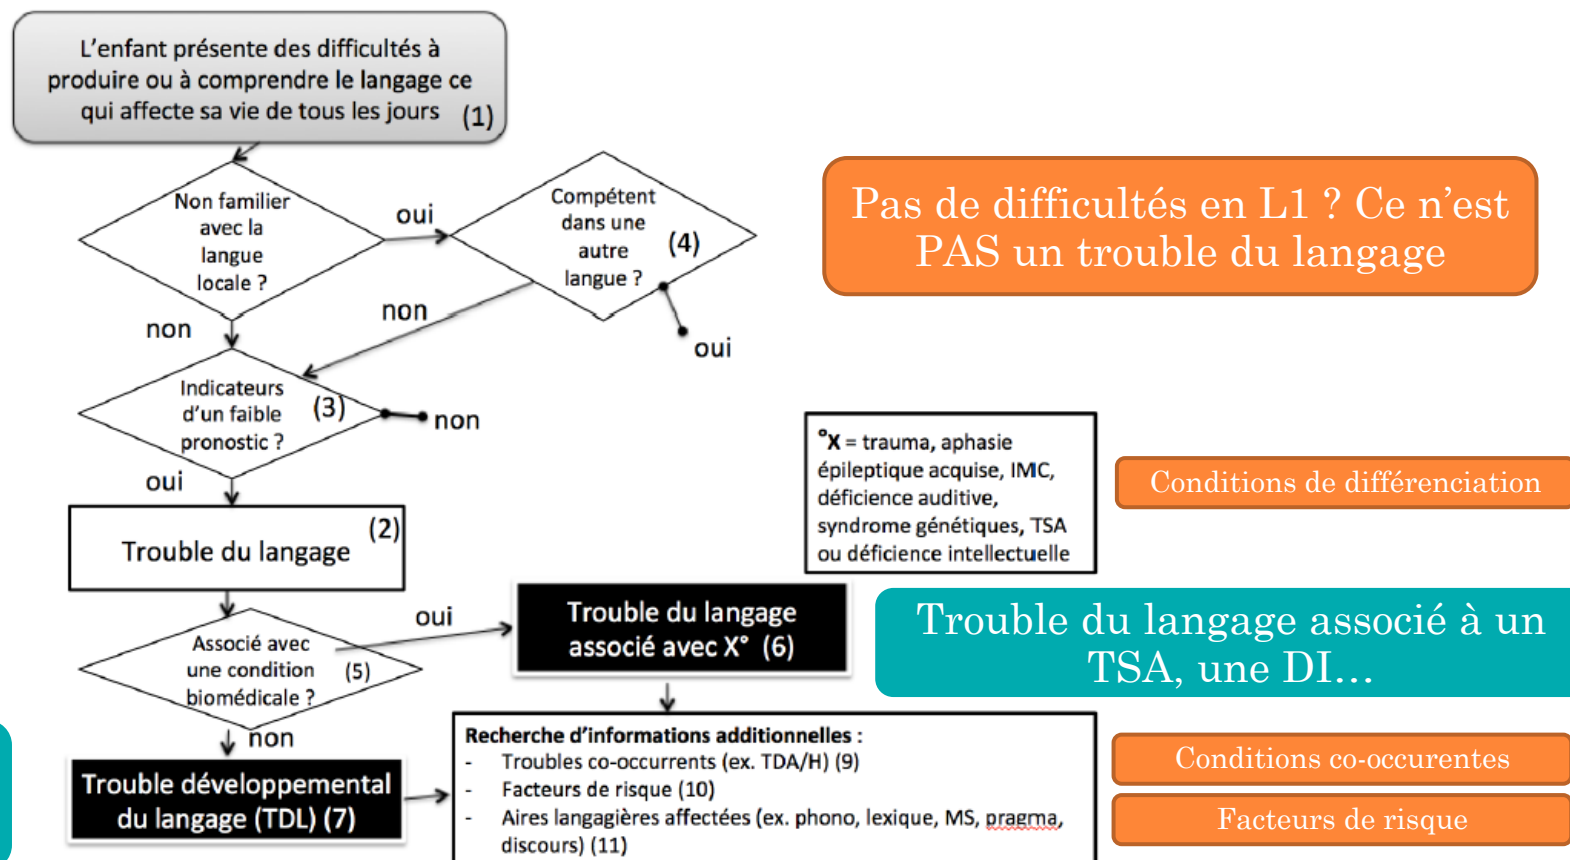 L'enfant présente des difficultés à
produire ou à comprendre le langage ce
qui affecte sa vie de tous les jours (1)
Non familier
avec la
langue
locale ?
oui
Compétent
dans une
autre
langue ?
(4)
Pas de difficultés en L1 ? Ce n'est
PAS un trouble du langage
non
non
oui
Indicateurs
d'un faible
pronostic ?
(3)
non
oui
°X = trauma, aphasie
épileptique acquise, IMC,
déficience auditive,
syndrome génétiques, TSA
ou déficience intellectuelle
Conditions de différenciation
Trouble du langage
(2)
Associé avec
une condition
biomédicale ?
(5)
oui
Trouble du langage
associé avec X° (6)
Trouble du langage associé à un
TSA, une DI...
non
Trouble développemental
du langage (TDL) (7)
Recherche d'informations additionnelles :
- Troubles co-occurrents (ex. TDA/H) (9)
- Facteurs de risque (10)
- Aires langagières affectées (ex. phono, lexique, MS, pragma,
discours) (11)
Conditions co-occurentes
Facteurs de risque